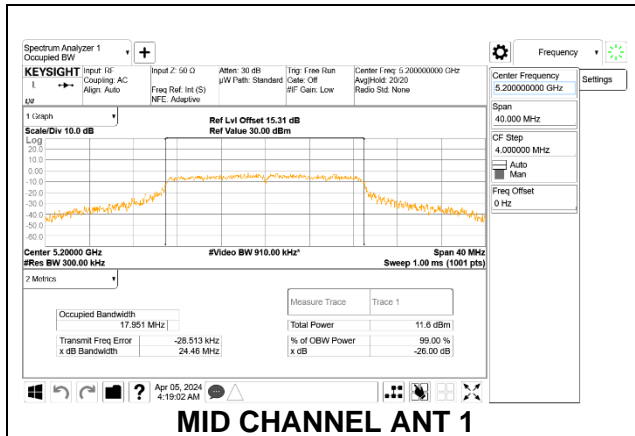 Spectrum Analyzer 1
Occupied BW
+
Frequency
KEYSIGHT
L
Input: RF
Coupling: AC
Align: Auto
Input Z: 50 Ω
Freq Ref: Int (S)
NFE: Adaptive
Atten: 30 dB
µW Path: Standard
Trig: Free Run
Gate: Off
#IF Gain: Low
Center Freq: 5.200000000 GHz
Avg|Hold: 20/20
Radio Std: None
Center Frequency
5.200000000 GHz
Settings
Span
40.000 MHz
CF Step
4.000000 MHz
Auto
Man
Freq Offset
0 Hz
1 Graph
Scale/Div 10.0 dB
Ref Lvl Offset 15.31 dB
Ref Value 30.00 dBm
Log
20.0
10.0
0.00
-10.0
-20.0
-30.0
-40.0
-50.0
-60.0
Center 5.20000 GHz
#Res BW 300.00 kHz
#Video BW 910.00 kHz*
Span 40 MHz
Sweep 1.00 ms (1001 pts)
2 Metrics
Measure Trace
Trace 1
Occupied Bandwidth
17.951 MHz
Total Power
11.6 dBm
Transmit Freq Error
-28.513 kHz
% of OBW Power
99.00 %
x dB Bandwidth
24.46 MHz
x dB
-26.00 dB
?
Apr 05, 2024
4:19:02 AM
MID CHANNEL ANT 1